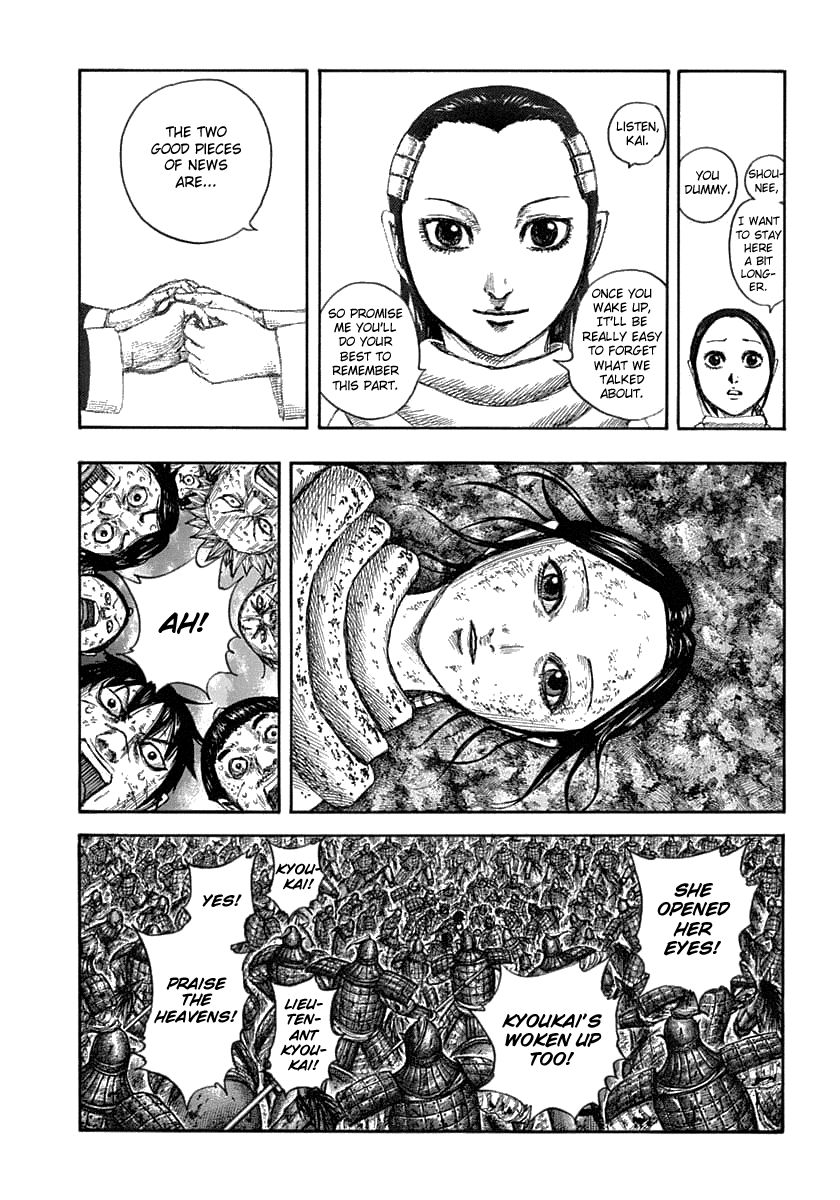 SHOU-
NEE,
I WANT
TO STAY
HERE
A BIT
LONG-
ER.
YOU
DUMMY.
LISTEN,
KAI.
ONCE YOU
WAKE UP,
IT'LL BE
REALLY EASY
TO FORGET
WHAT WE
TALKED
ABOUT.
SO PROMISE
ME YOU'LL
DO YOUR
BEST TO
REMEMBER
THIS PART.
THE TWO
GOOD PIECES
OF NEWS
ARE...
AH!
SHE
OPENED
HER
EYES!
KYOUKAI'S
WOKEN UP
TOO!
KYOU-
KAI!
LIEU-
TEN-
ANT
KYOU-
KAI!
YES!
PRAISE
THE
HEAVENS!